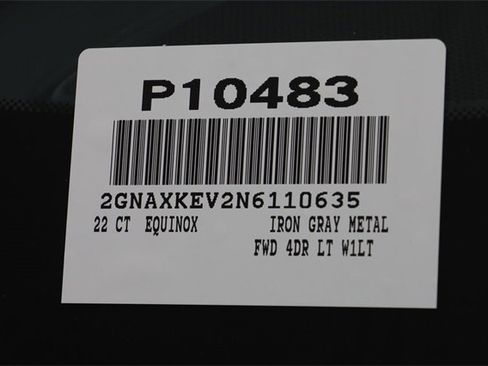 P10483
2GNAXKEV2N6110635
22 CT EQUINOX IRON GRAY METAL
FWD 4DR LT W1LT